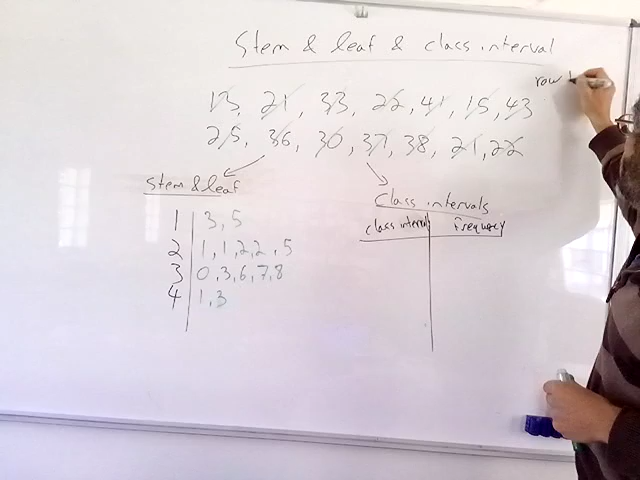 Stem & leaf & class interval
row
13, 21, 33, 22, 41, 15, 43
25, 36, 30, 37, 38, 21, 22
Stem & leaf
1 3, 5
2 1, 1, 2, 2, 5
3 0, 3, 6, 7, 8
4 1, 3
Class intervals
class interval frequency